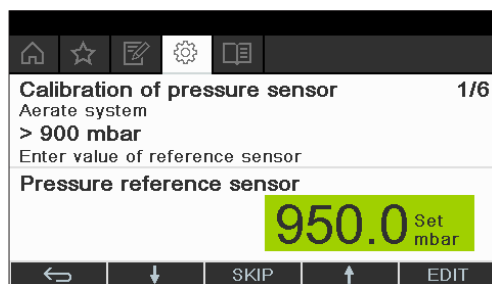 Calibration of pressure sensor 1/6
Aerate system
> 900 mbar
Enter value of reference sensor
Pressure reference sensor
950.0 Set mbar
SKIP EDIT